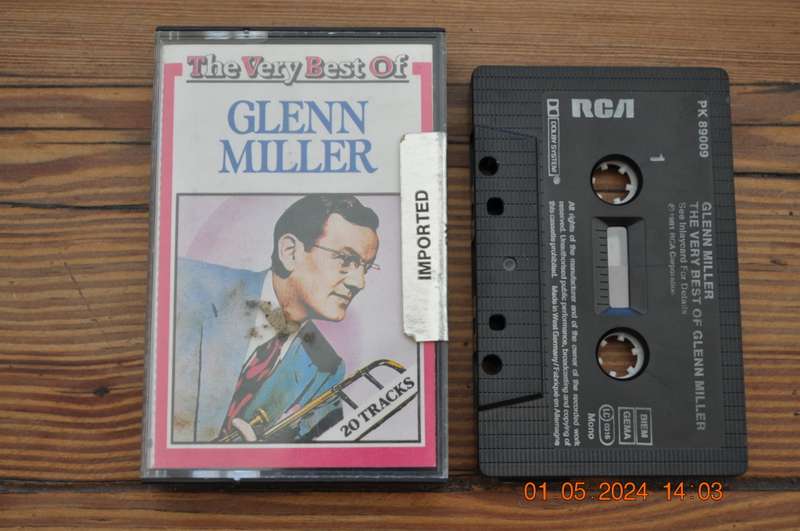 The Very Best Of
GLENN
MILLER
IMPORTED
20 TRACKS
RCA
PK 89009
DOLBY SYSTEM
1
GLENN MILLER
THE VERY BEST OF GLENN MILLER
See Inlaycard For Details
℗ 1981 RCA Corporation
All rights of the manufacturer and of the owner of the recorded work
reserved. Unauthorised public performance, broadcasting and copying of
this cassette prohibited. Made in West Germany/Fabriqué en Allemagne
BIEM
GEMA
LC 0316
Mono
01.05.2024 14:03